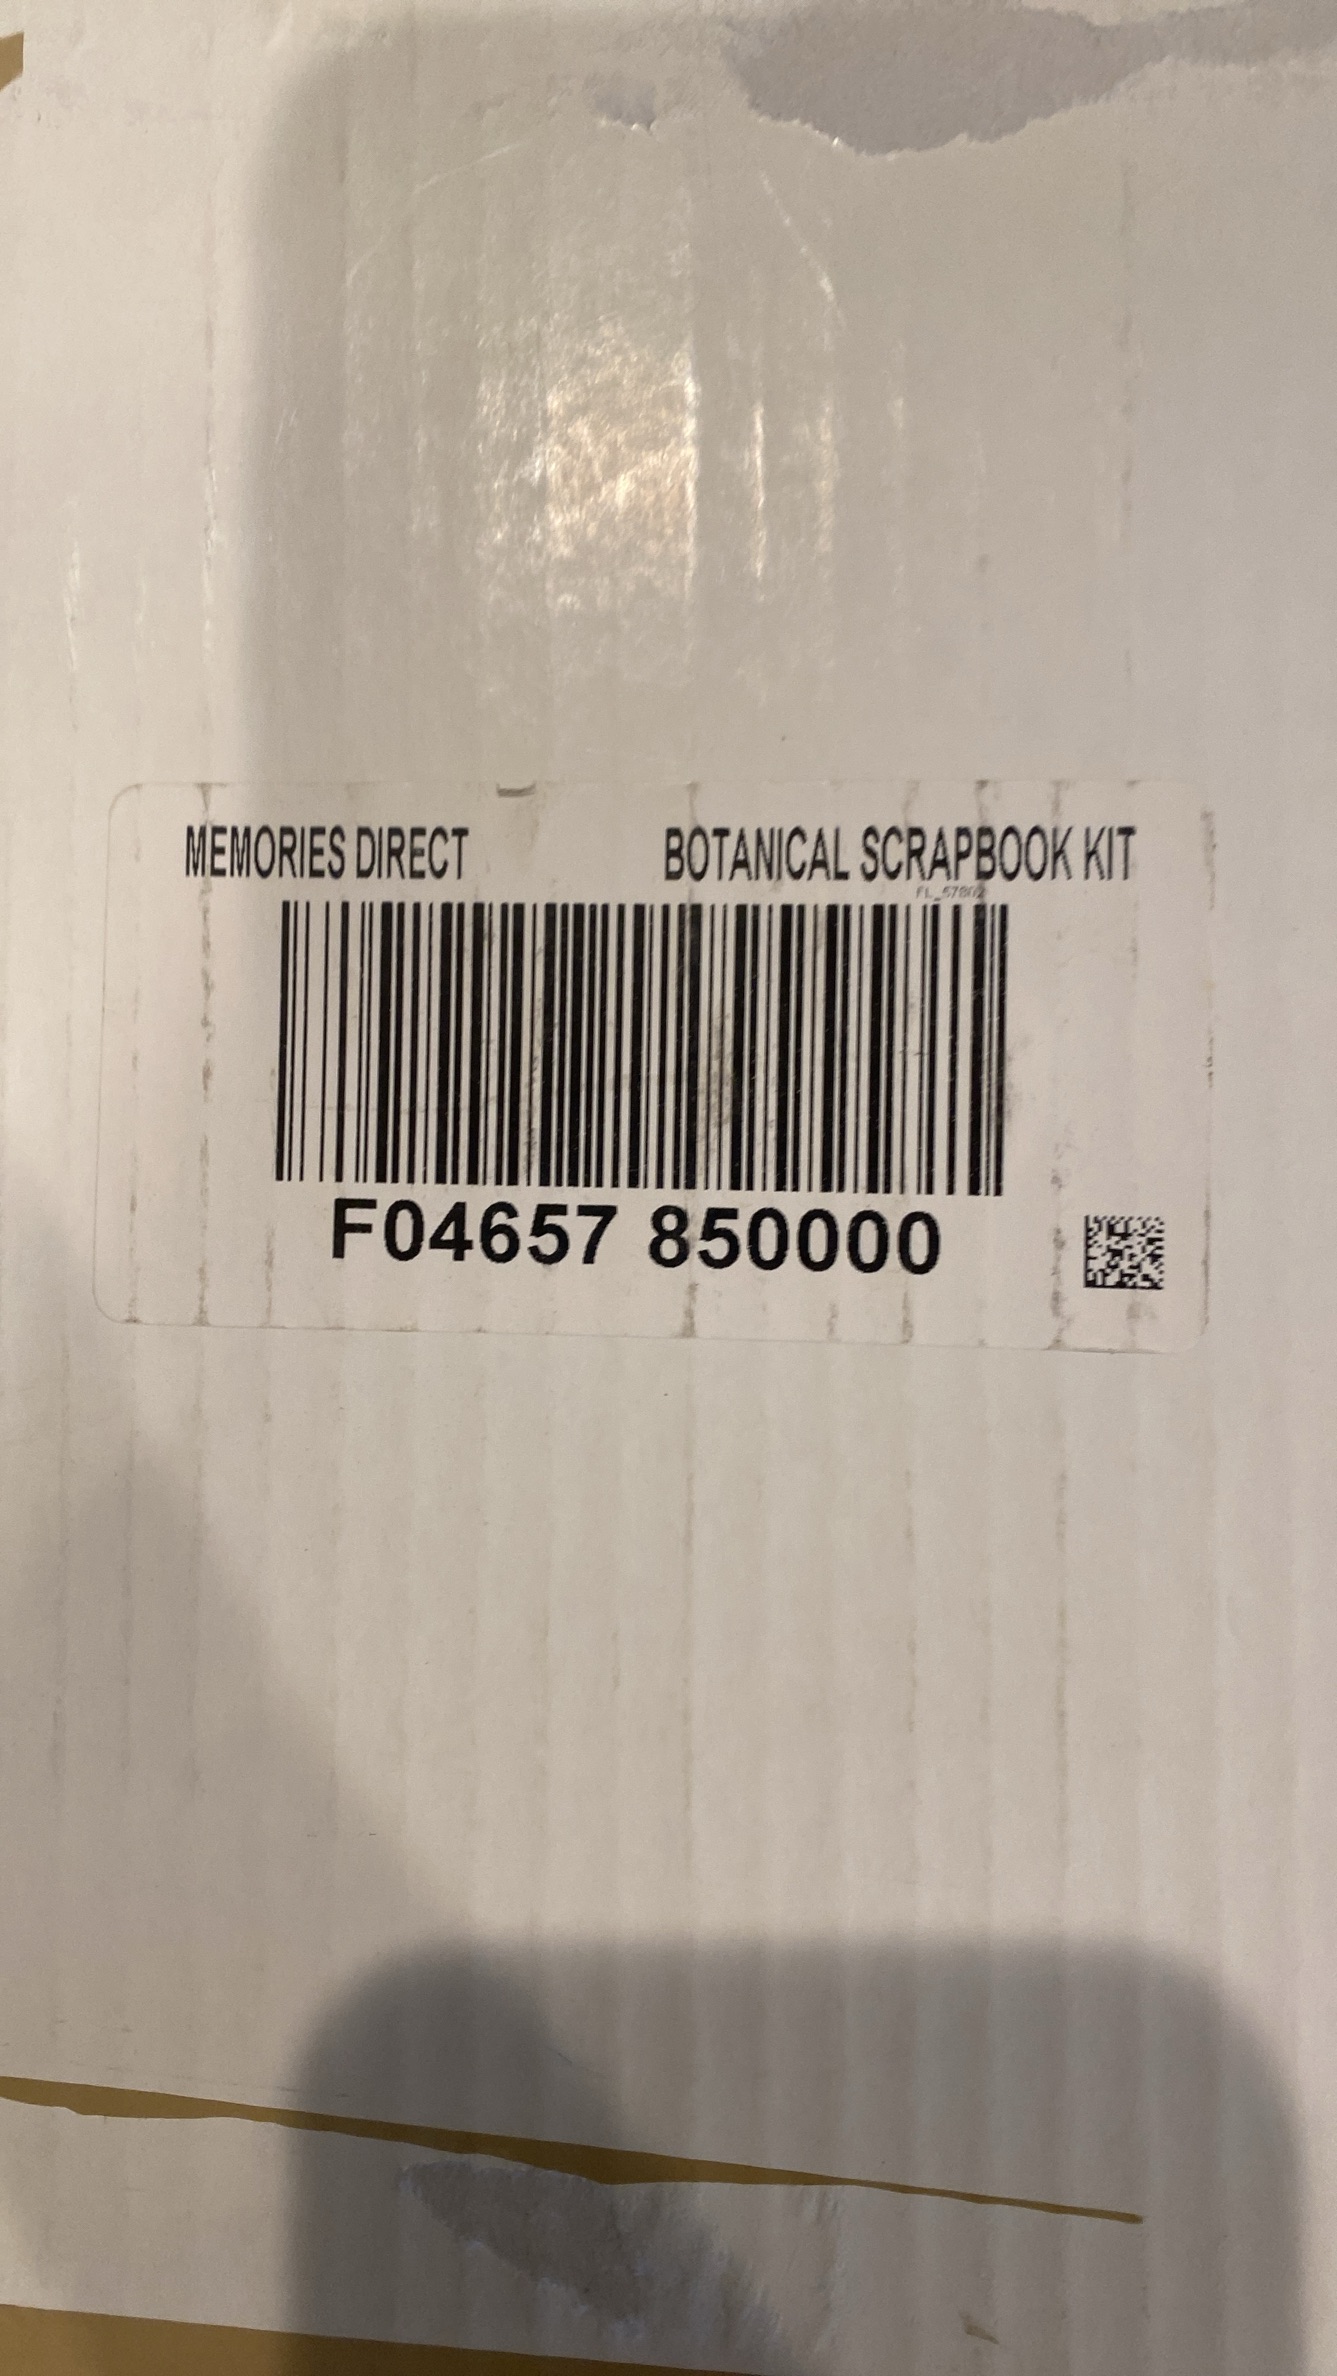 MEMORIES DIRECT BOTANICAL SCRAPBOOK KIT
F04657 850000